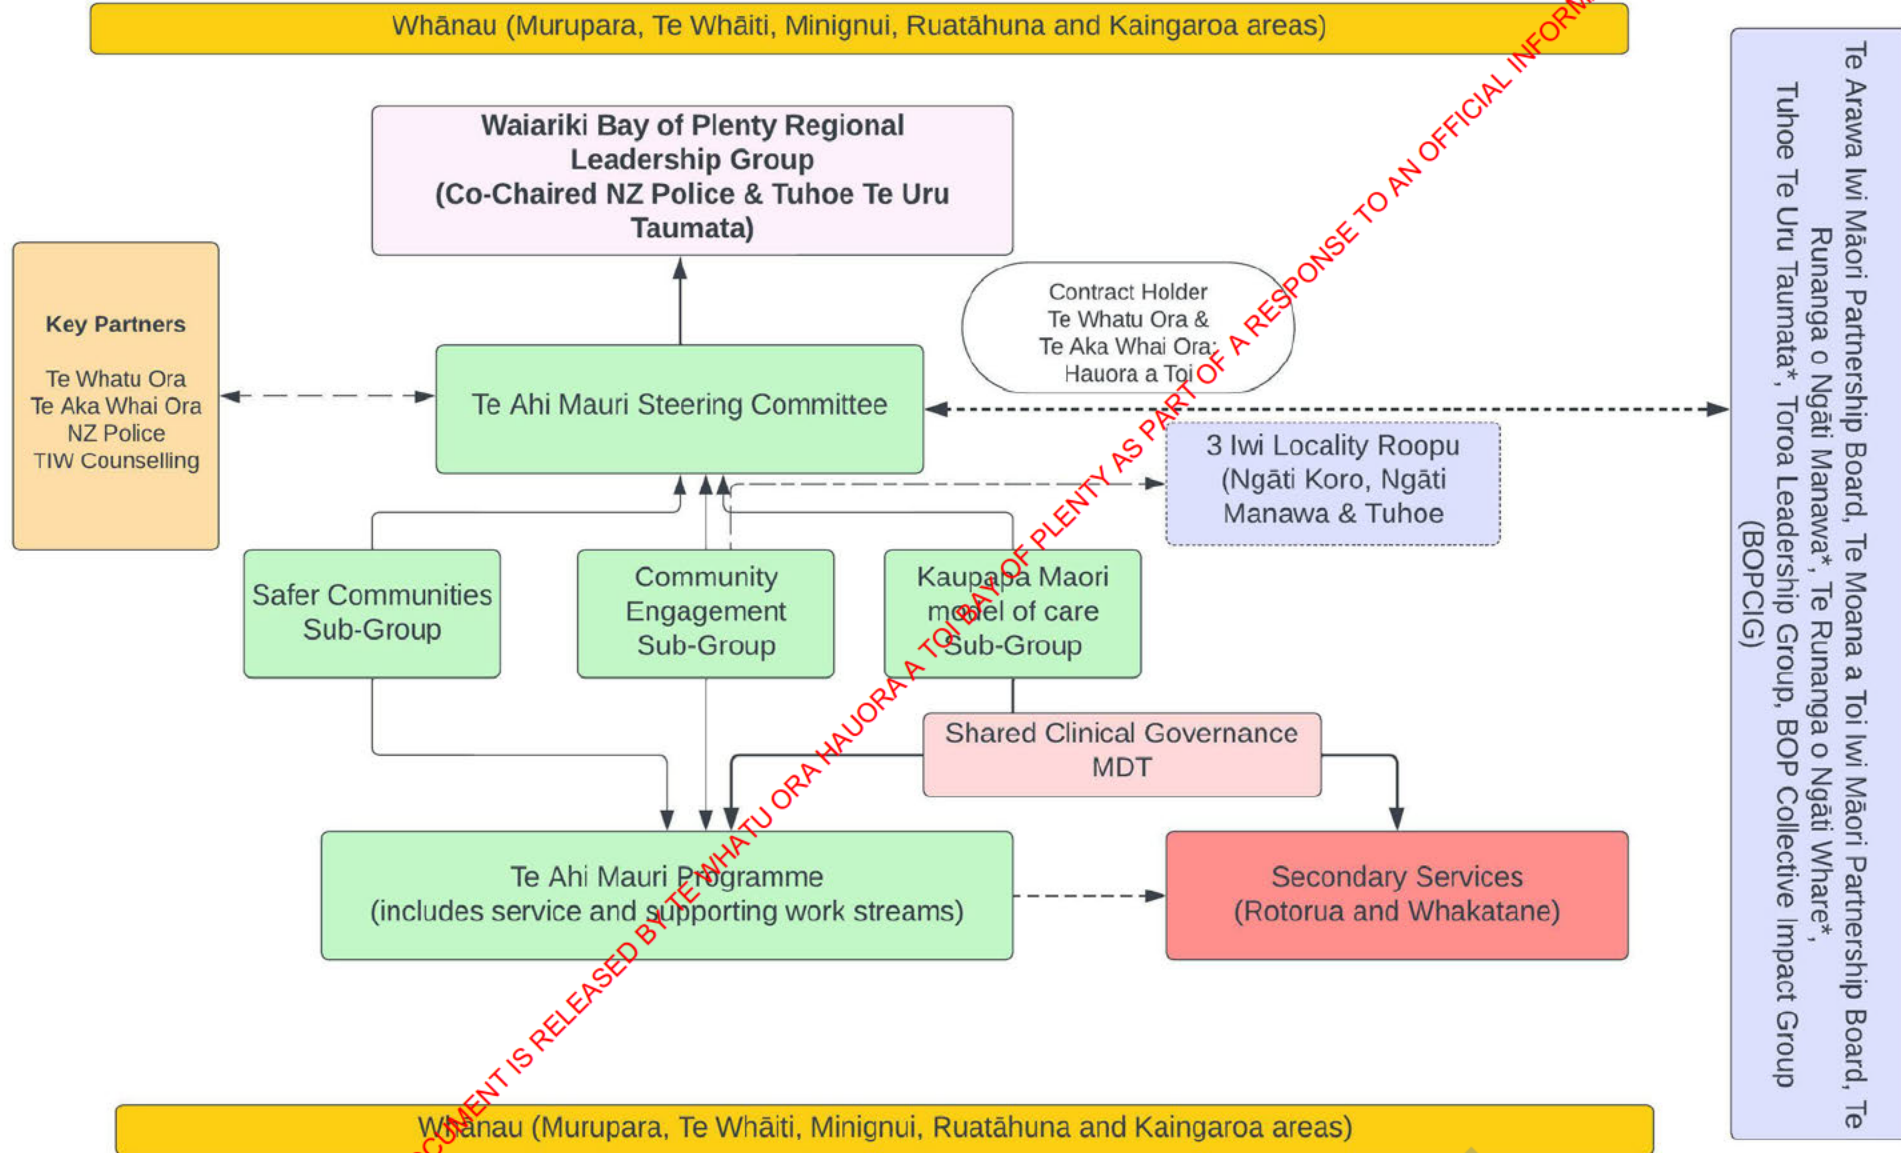 Whānau (Murupara, Te Whāiti, Minignui, Ruatāhuna and Kaingaroa areas)
Waiariki Bay of Plenty Regional
Leadership Group
(Co-Chaired NZ Police & Tuhoe Te Uru
Taumata)
Key Partners
Te Whatu Ora
Te Aka Whai Ora
NZ Police
TIW Counselling
Te Ahi Mauri Steering Committee
Contract Holder
Te Whatu Ora &
Te Aka Whai Ora;
Hauora a Toi
3 Iwi Locality Roopu
(Ngāti Koro, Ngāti
Manawa & Tuhoe
Safer Communities
Sub-Group
Community
Engagement
Sub-Group
Kaupapa Maori
model of care
Sub-Group
Shared Clinical Governance
MDT
Te Ahi Mauri Programme
(includes service and supporting work streams)
Secondary Services
(Rotorua and Whakatane)
Te Arawa Iwi Māori Partnership Board, Te Moana a Toi Iwi Māori Partnership Board, Te
Runanga o Ngāti Manawa*, Te Runanga o Ngāti Whare*,
Tuhoe Te Uru Taumata*, Toroa Leadership Group, BOP Collective Impact Group
(BOPCIG)
Whānau (Murupara, Te Whāiti, Minignui, Ruatāhuna and Kaingaroa areas)
IS RELEASED BY TE WHATU ORA HAUORA A TOI BAY OF PLENTY AS PART OF A RESPONSE TO AN OFFICIAL